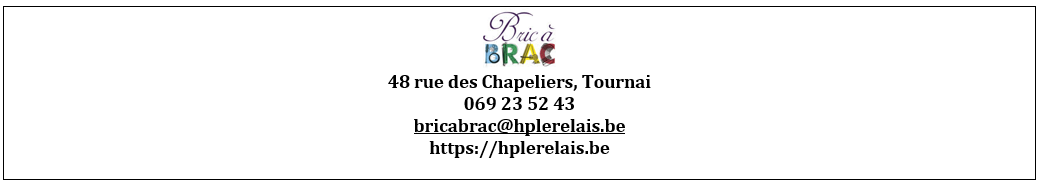 Bric à
BRAC
48 rue des Chapeliers, Tournai
069 23 52 43
bricabrac@hplerelais.be
https://hplerelais.be